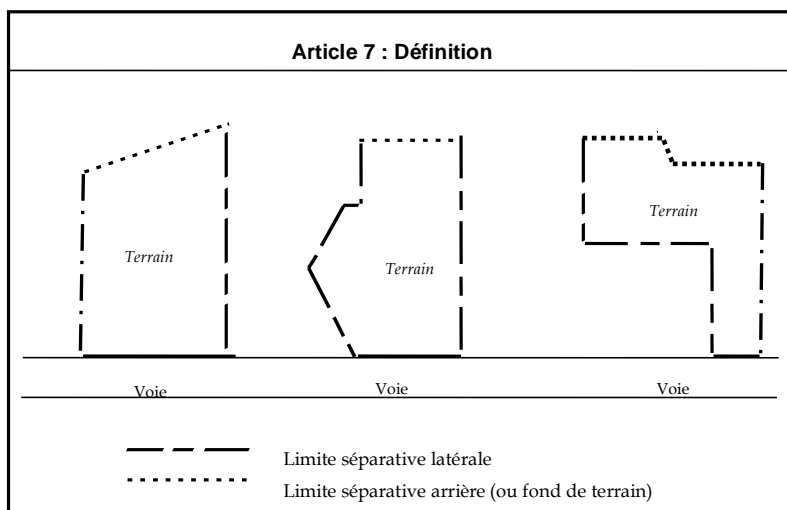 Article 7 : Définition
Terrain
Terrain
Terrain
Voie
Voie
Voie
Limite séparative latérale
Limite séparative arrière (ou fond de terrain)